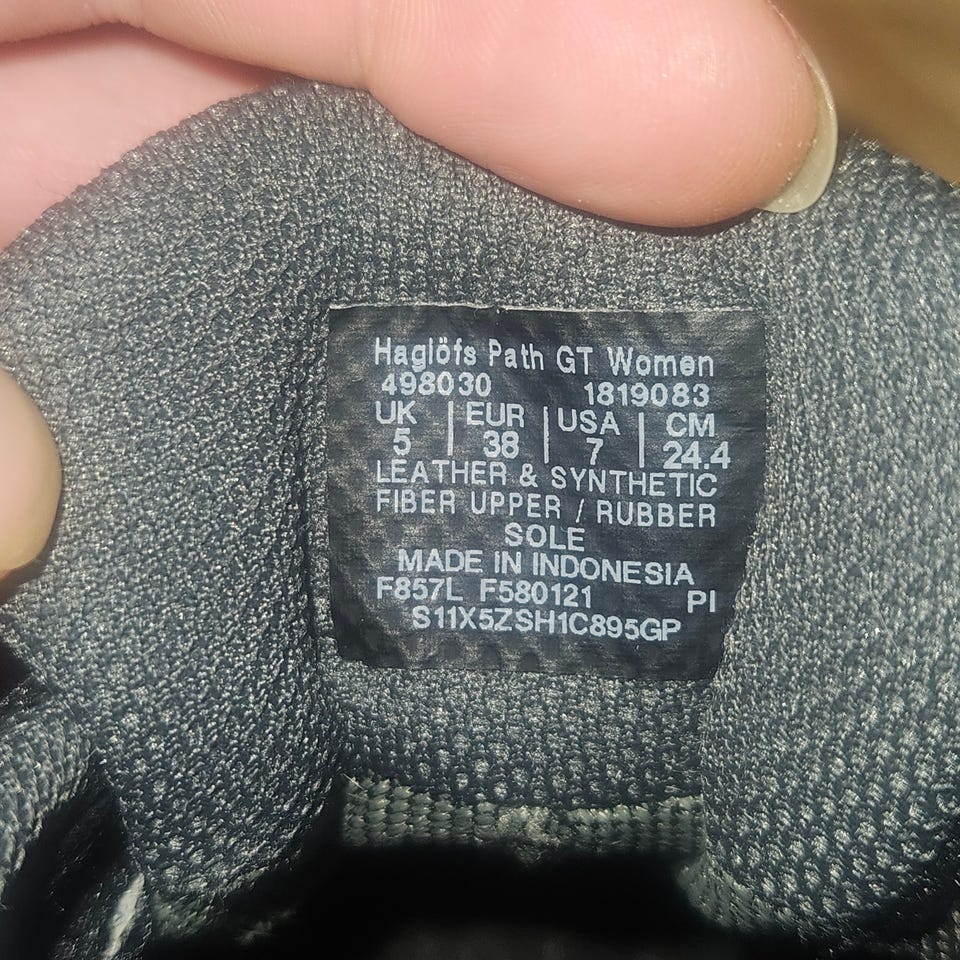 Haglöfs Path GT Women
498030 1819083
UK | EUR | USA | CM
5 | 38 | 7 | 24.4
LEATHER & SYNTHETIC
FIBER UPPER / RUBBER
SOLE
MADE IN INDONESIA
F857L F580121 PI
S11X5ZSH1C895GP